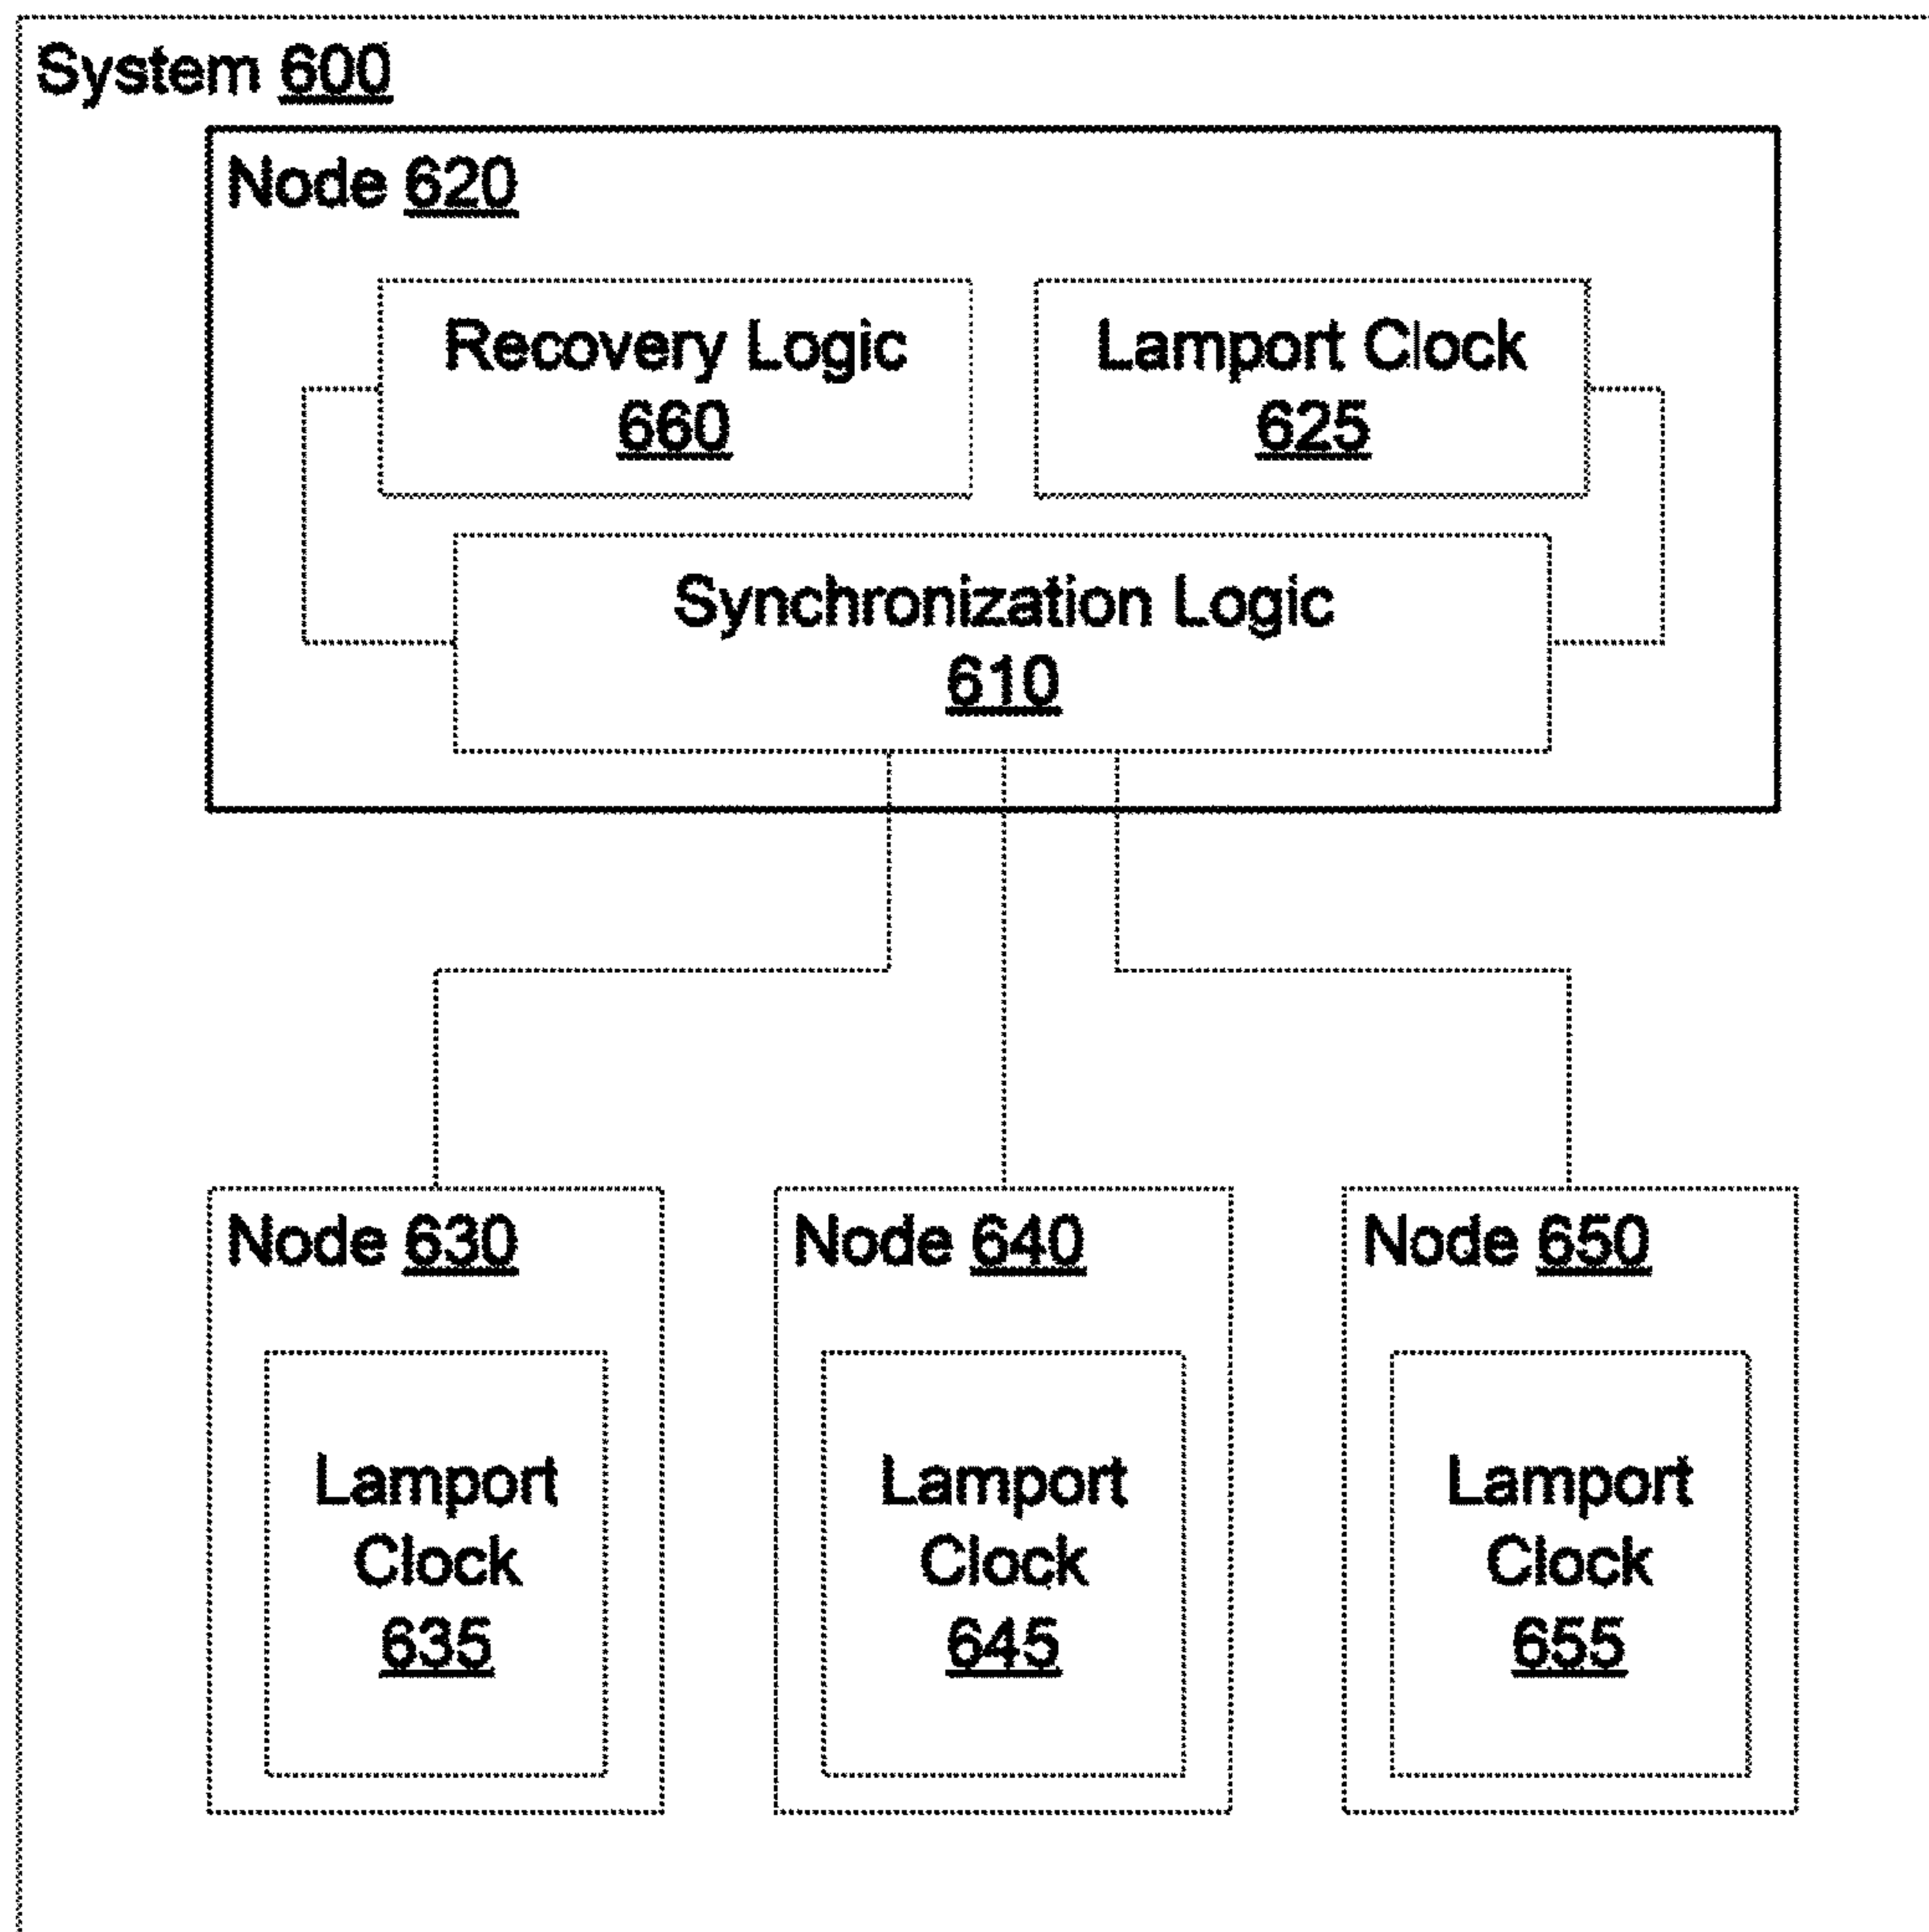 System 600
Node 620
Recovery Logic
660
Lamport Clock
625
Synchronization Logic
610
Node 630
Lamport
Clock
635
Node 640
Lamport
Clock
645
Node 650
Lamport
Clock
655